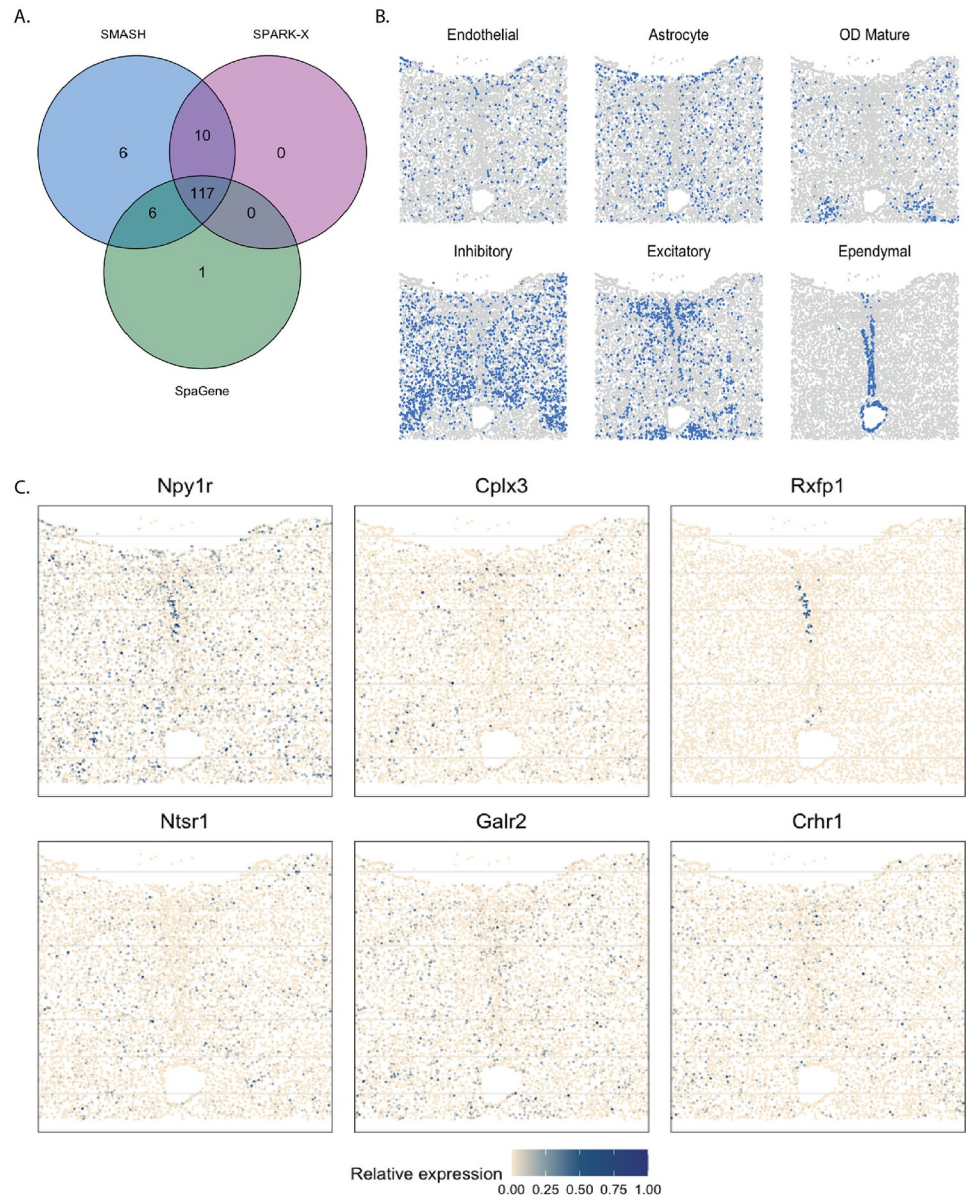 A.
SMASH
SPARK-X
10
6
0
117
6
0
1
SpaGene
B.
Endothelial
Astrocyte
OD Mature
Inhibitory
Excitatory
Ependymal
C.
Npy1r
Cplx3
Rxfp1
Ntsr1
Galr2
Crhr1
Relative expression
0.00 0.25 0.50 0.75 1.00